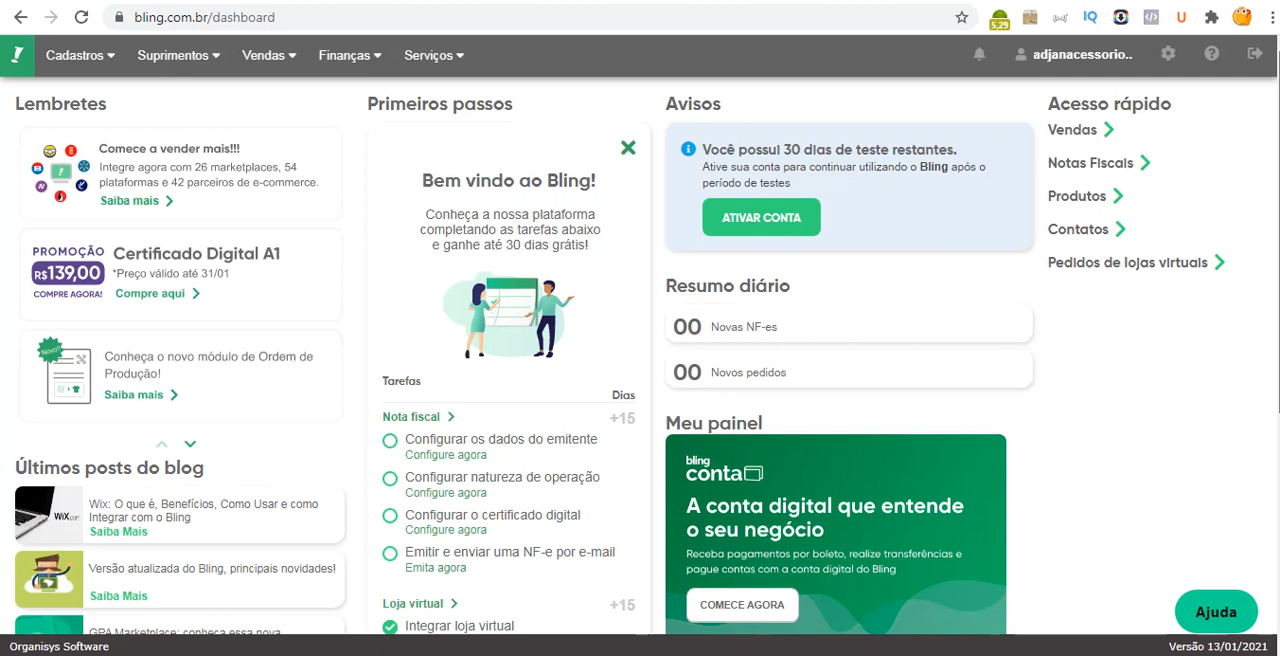 bling.com.br/dashboard
5,29
IQ
U
Cadastros
Suprimentos
Vendas
Finanças
Serviços
adjanacessorio..
Lembretes
Comece a vender mais!!!
Integre agora com 26 marketplaces, 54
plataformas e 42 parceiros de e-commerce.
Saiba mais
PROMOÇÃO
R$139,00
COMPRE AGORA!
Certificado Digital A1
*Preço válido até 31/01
Compre aqui
Novo
Conheça o novo módulo de Ordem de
Produção!
Saiba mais
Últimos posts do blog
WiX.com
Wix: O que é, Benefícios, Como Usar e como
Integrar com o Bling
Saiba Mais
Versão atualizada do Bling, principais novidades!
Saiba Mais
GPA Marketplace: conheça essa nova
Primeiros passos
Bem vindo ao Bling!
Conheça a nossa plataforma
completando as tarefas abaixo
e ganhe até 30 dias grátis!
Tarefas
Dias
Nota fiscal
+15
Configurar os dados do emitente
Configure agora
Configurar natureza de operação
Configure agora
Configurar o certificado digital
Configure agora
Emitir e enviar uma NF-e por e-mail
Emita agora
Loja virtual
+15
Integrar loja virtual
Avisos
Você possui 30 dias de teste restantes.
Ative sua conta para continuar utilizando o Bling após o
período de testes
ATIVAR CONTA
Resumo diário
00 Novas NF-es
00 Novos pedidos
Meu painel
bling
conta
A conta digital que entende
o seu negócio
Receba pagamentos por boleto, realize transferências e
pague contas com a conta digital do Bling
COMECE AGORA
Acesso rápido
Vendas
Notas Fiscais
Produtos
Contatos
Pedidos de lojas virtuais
Ajuda
Organisys Software
Versão 13/01/2021